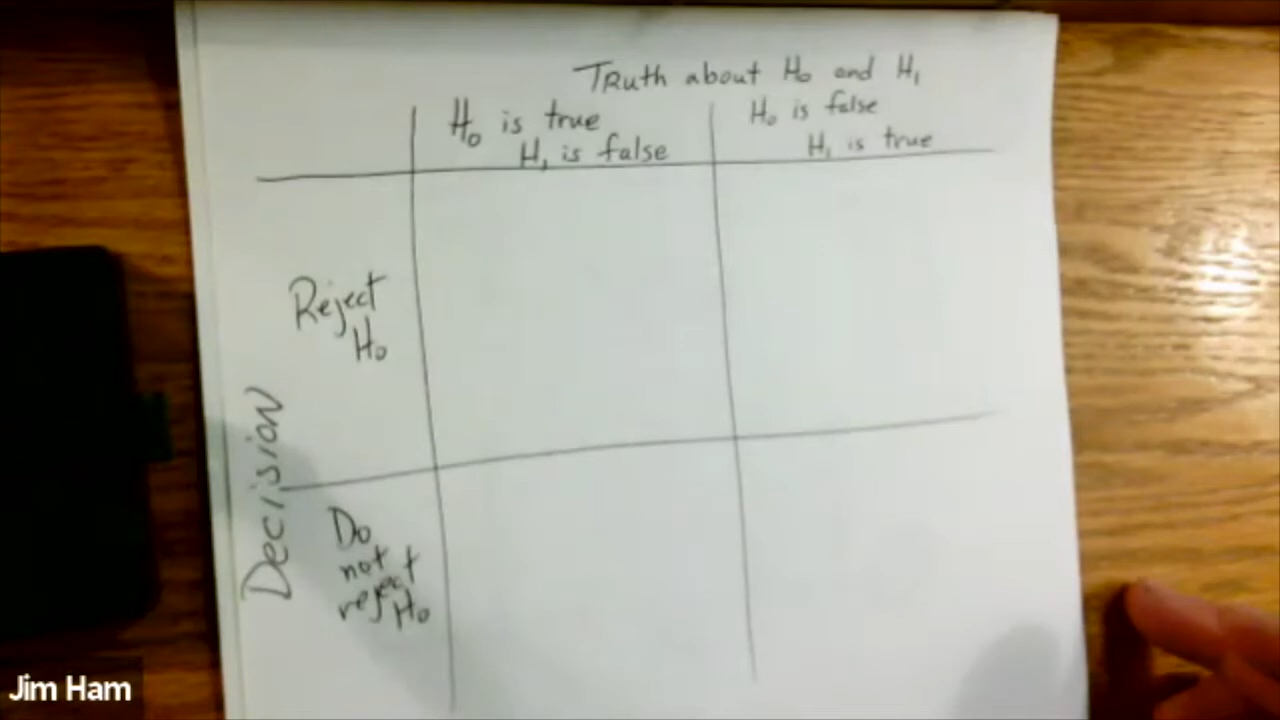 Truth about H₀ and H₁
H₀ is true
H₁ is false
H₀ is false
H₁ is true
Decision
Reject
H₀
Do
not
reject
H₀
Jim Ham